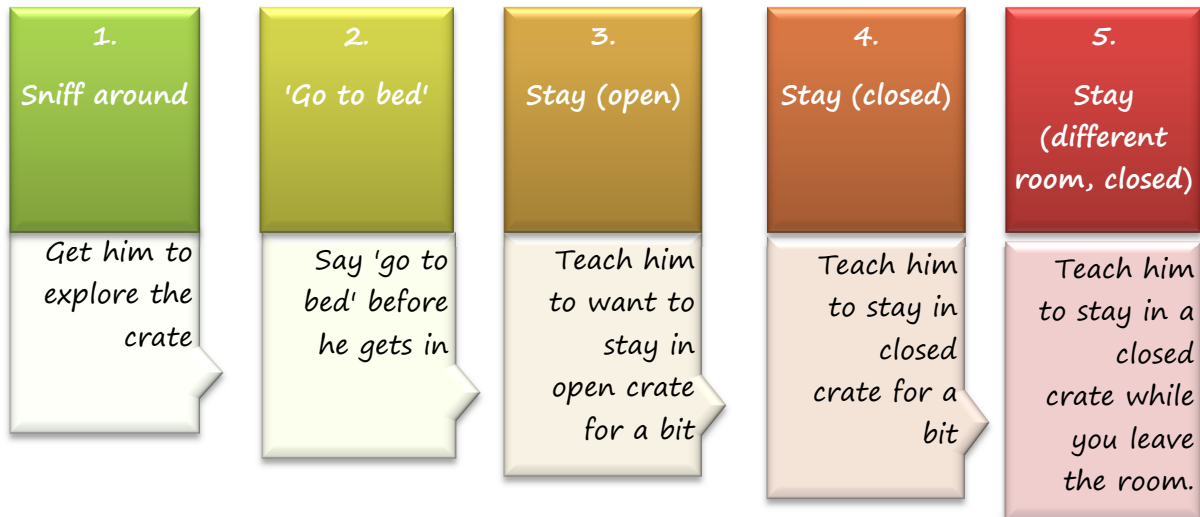 1.
Sniff around
Get him to
explore the
crate
2.
'Go to bed'
Say 'go to
bed' before
he gets in
3.
Stay (open)
Teach him
to want to
stay in
open crate
for a bit
4.
Stay (closed)
Teach him
to stay in
closed
crate for a
bit
5.
Stay
(different
room, closed)
Teach him
to stay in a
closed
crate while
you leave
the room.